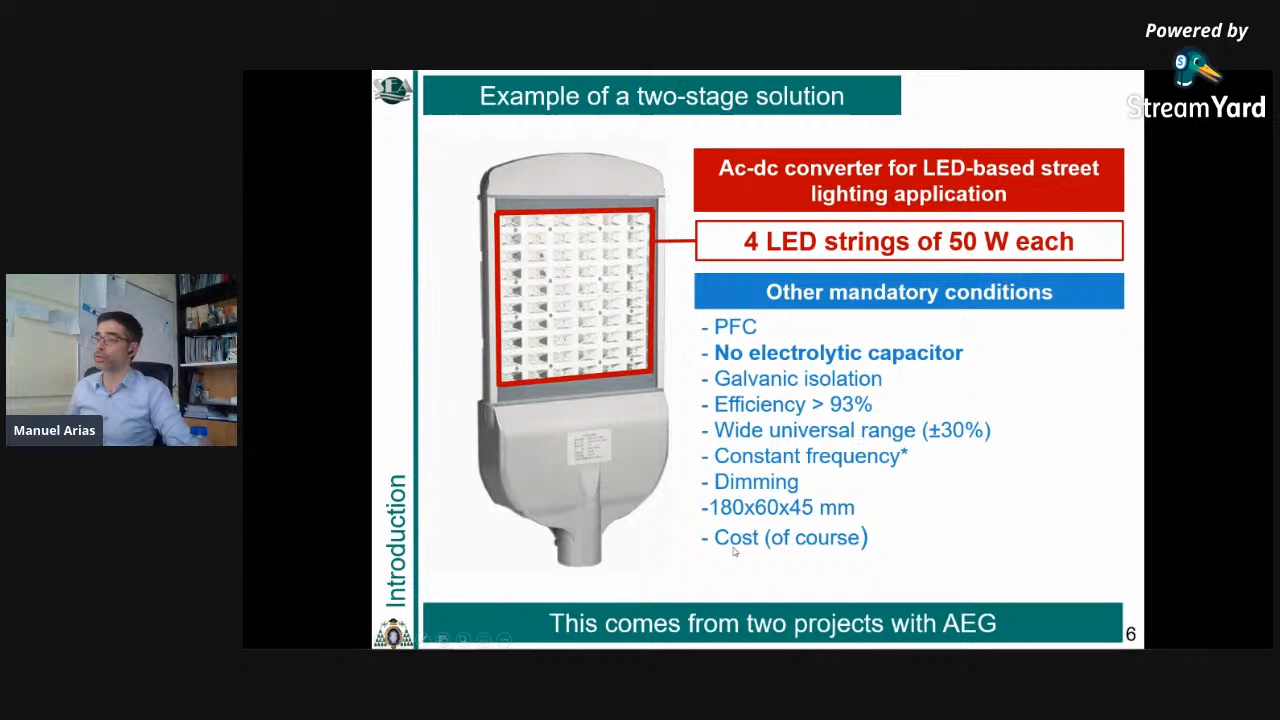 Powered by
StreamYard
SEA
Example of a two-stage solution
Ac-dc converter for LED-based street
lighting application
4 LED strings of 50 W each
Other mandatory conditions
- PFC
- No electrolytic capacitor
- Galvanic isolation
- Efficiency > 93%
- Wide universal range (±30%)
- Constant frequency*
- Dimming
-180x60x45 mm
- Cost (of course)
Manuel Arias
Introduction
This comes from two projects with AEG
6